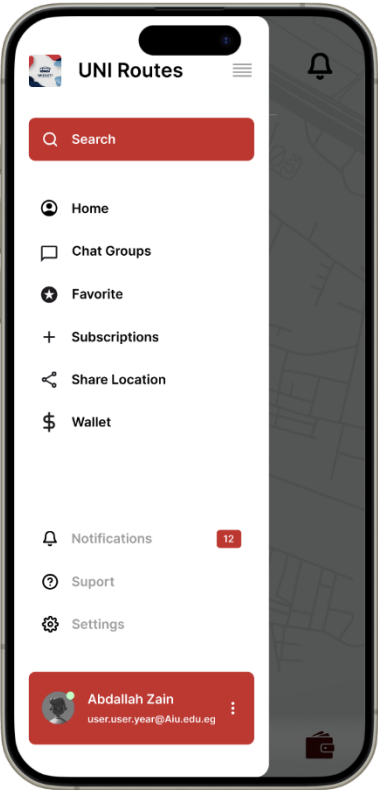 UNI Routes
Search
Home
Chat Groups
Favorite
Subscriptions
Share Location
Wallet
Notifications
12
Suport
Settings
Abdallah Zain
user.user.year@Aiu.edu.eg